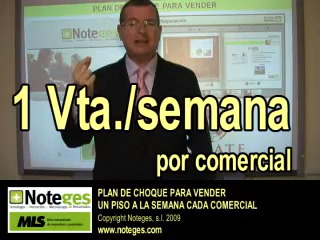 PLAN DE CHOQUE PARA VENDER
Noteges
1 Vta./semana
por comercial
Noteges
MLS
PLAN DE CHOQUE PARA VENDER
UN PISO A LA SEMANA CADA COMERCIAL
Copyright Noteges, s.l. 2009
www.noteges.com